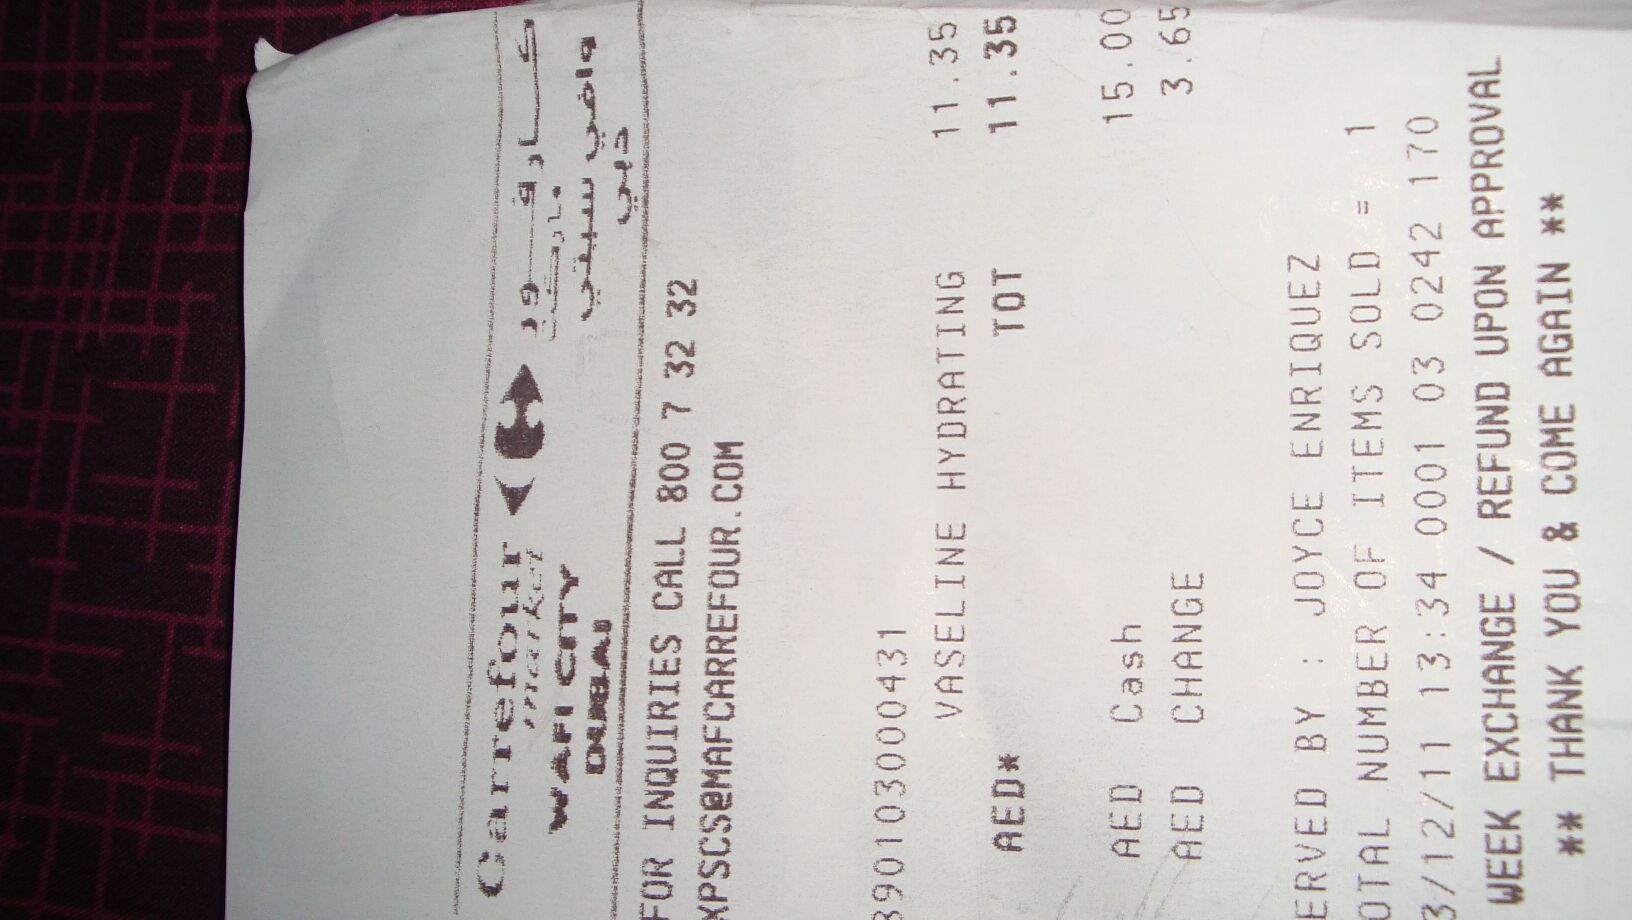 Carrefour كارفور
market ماركت
WAFI CITY وافي سيتي
DUBAI دبي
FOR INQUIRIES CALL 800 7 32 32
XPSCS@MAFCARREFOUR.COM
8901030000431
VASELINE HYDRATING 11.35
AED* TOT 11.35
AED Cash 15.00
AED CHANGE 3.65
ERVED BY : JOYCE ENRIQUEZ
OTAL NUMBER OF ITEMS SOLD = 1
3/12/11 13:34 0001 03 0242 170
WEEK EXCHANGE / REFUND UPON APPROVAL
** THANK YOU & COME AGAIN **